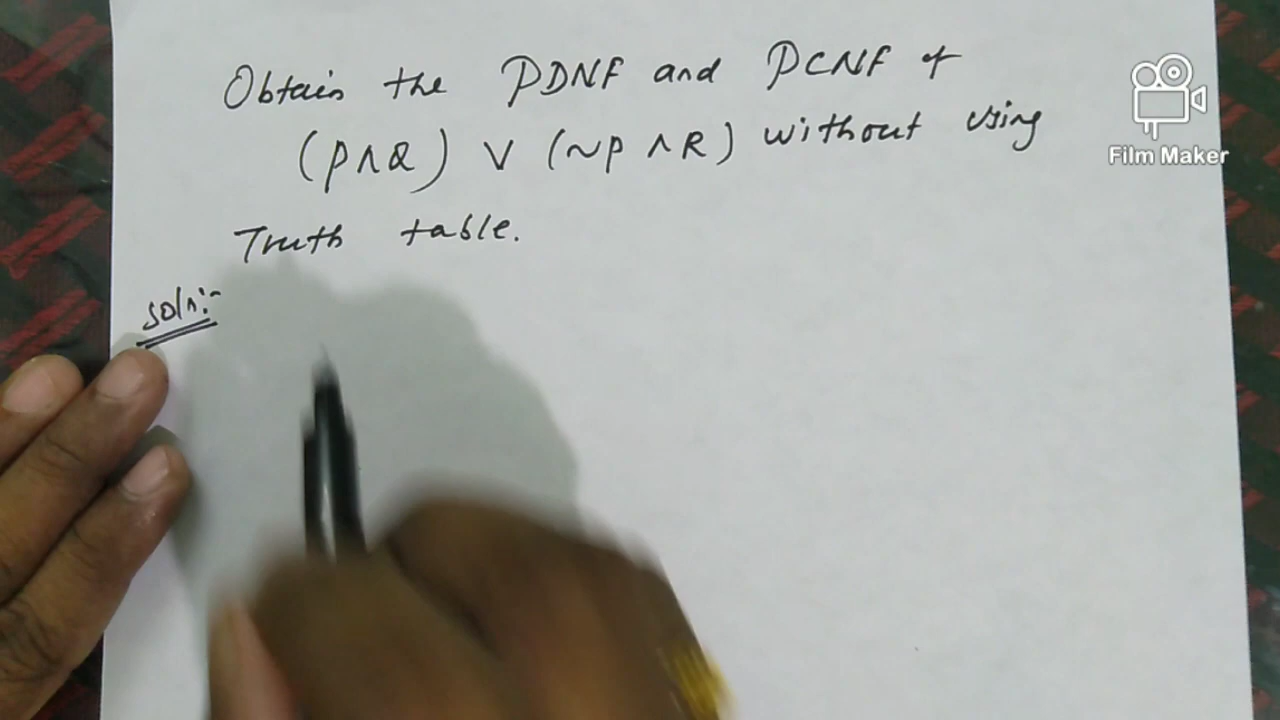 Obtain the PDNF and PCNF of
(P∧Q) ∨ (~P ∧R) without using
Truth table.
Soln:-
Film Maker